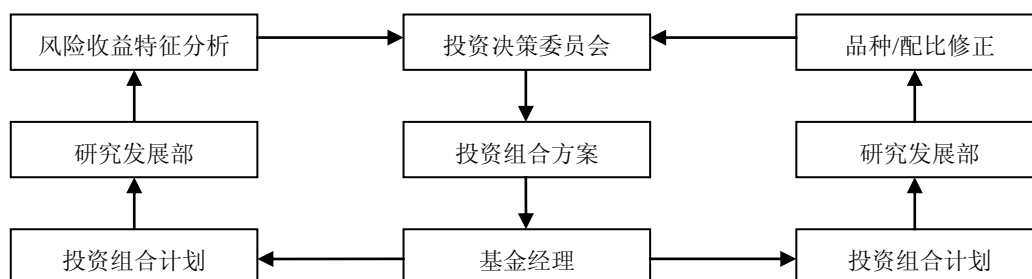 风险收益特征分析
投资决策委员会
品种/配比修正
研究发展部
投资组合方案
研究发展部
投资组合计划
基金经理
投资组合计划